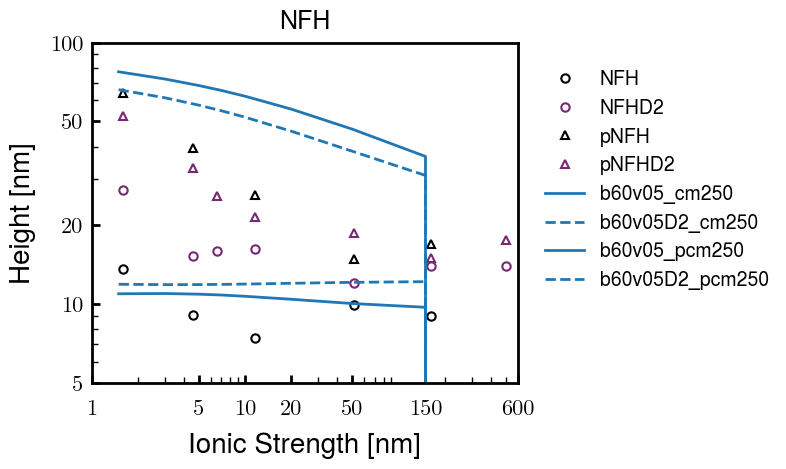 NFH
100
50
20
10
5
Height [nm]
1
5
10
20
50
150
600
Ionic Strength [nm]
NFH
NFHD2
pNFH
pNFHD2
b60v05_cm250
b60v05D2_cm250
b60v05_pcm250
b60v05D2_pcm250